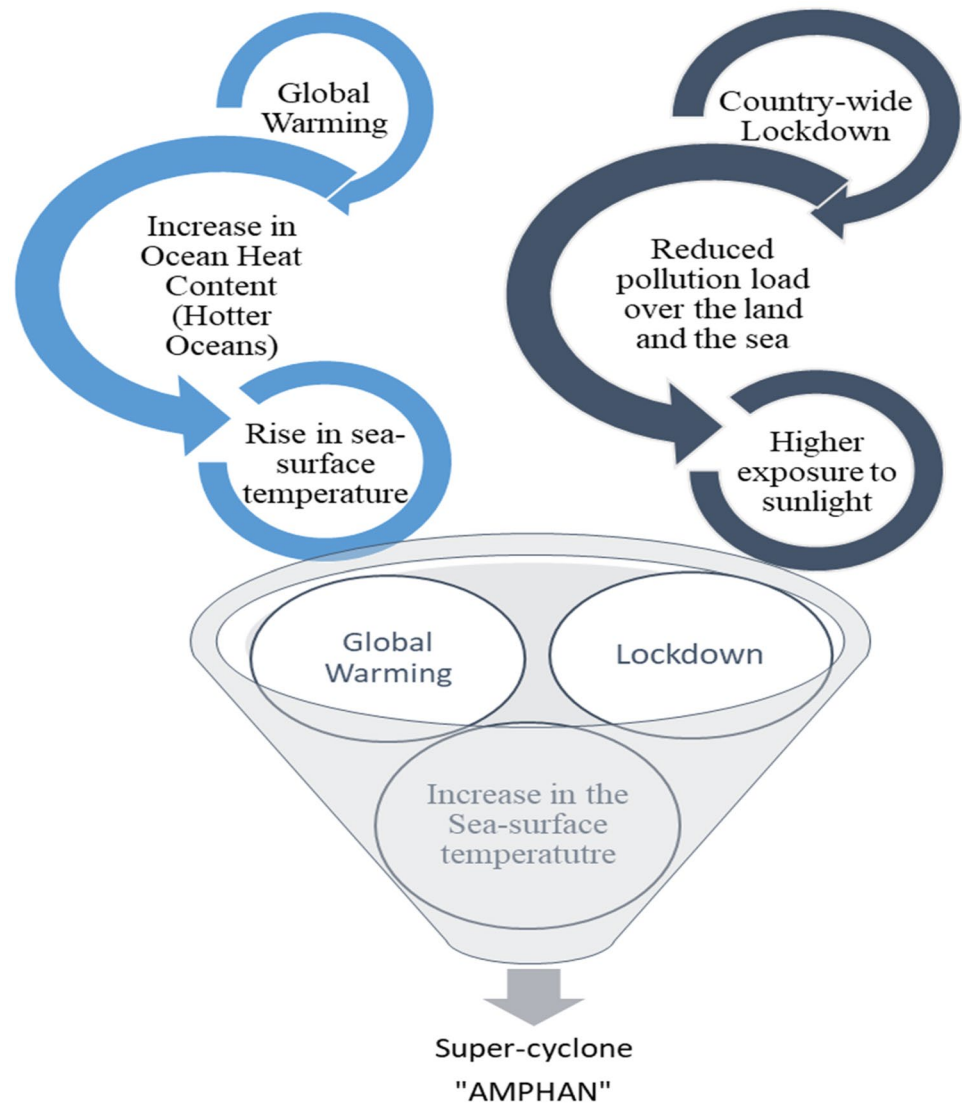 Global
Warming
Increase in
Ocean Heat
Content
(Hotter
Oceans)
Rise in sea-
surface
temperature
Country-wide
Lockdown
Reduced
pollution load
over the land
and the sea
Higher
exposure to
sunlight
Global
Warming
Lockdown
Increase in the
Sea-surface
temperatutre
Super-cyclone
"AMPHAN"